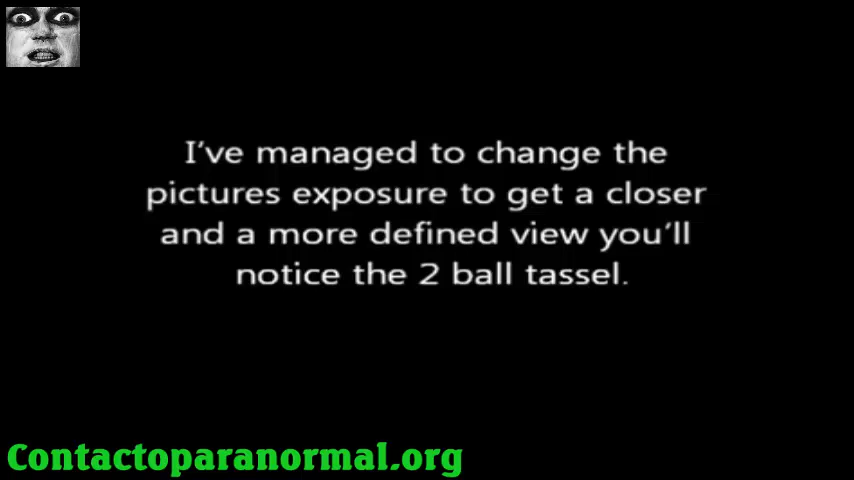 I've managed to change the
pictures exposure to get a closer
and a more defined view you'll
notice the 2 ball tassel.
Contactoparanormal.org